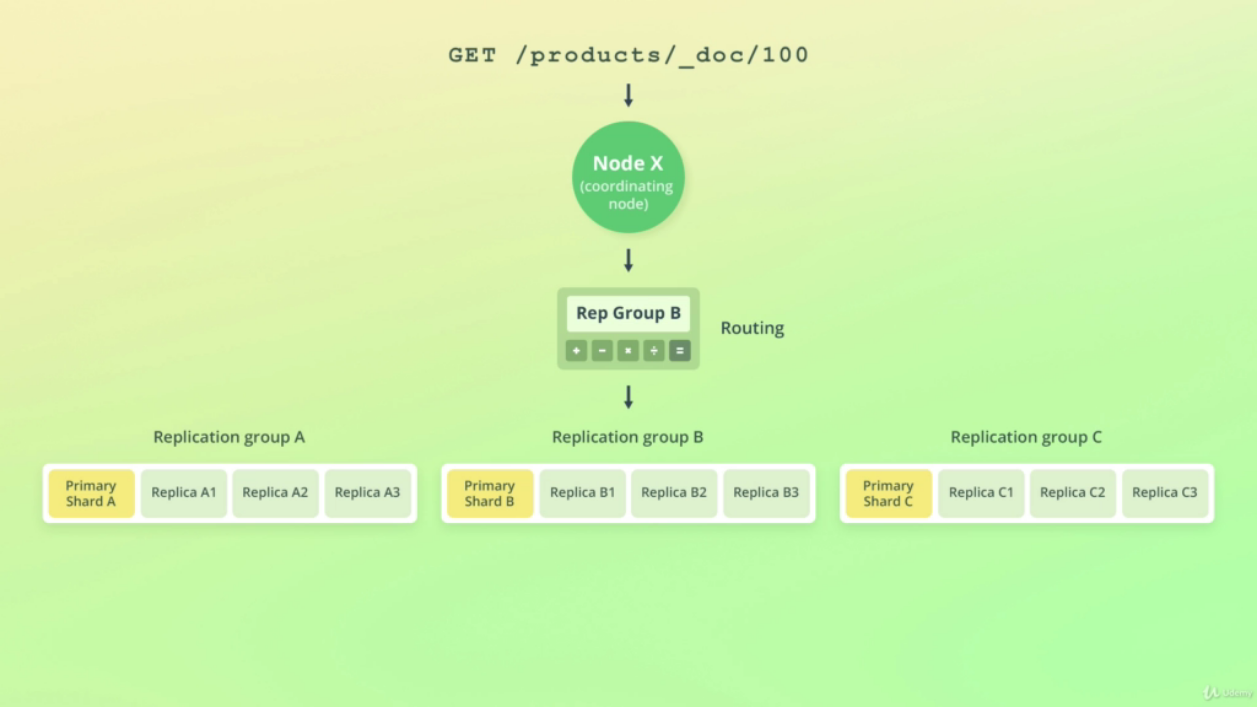 GET /products/_doc/100
Node X
(coordinating
node)
Rep Group B
+ − × ÷ =
Routing
Replication group A
Replication group B
Replication group C
Primary
Shard A
Replica A1
Replica A2
Replica A3
Primary
Shard B
Replica B1
Replica B2
Replica B3
Primary
Shard C
Replica C1
Replica C2
Replica C3
Udemy